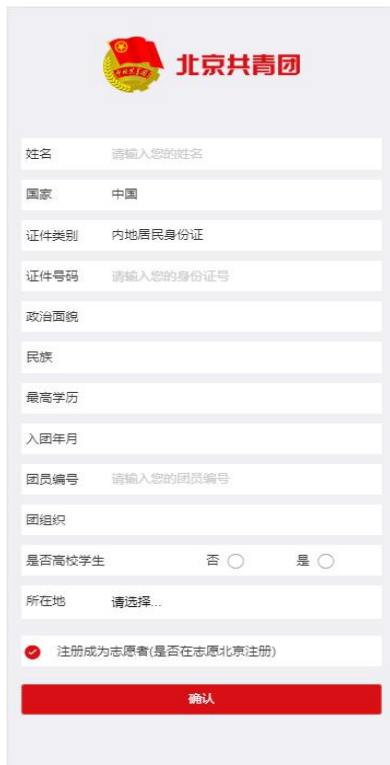 北京共青团
姓名 请输入您的姓名
国家 中国
证件类别 内地居民身份证
证件号码 请输入您的身份证号
政治面貌
民族
最高学历
入团年月
团员编号 请输入您的团员编号
团组织
是否高校学生 否 是
所在地 请选择...
注册成为志愿者(是否在志愿北京注册)
确认